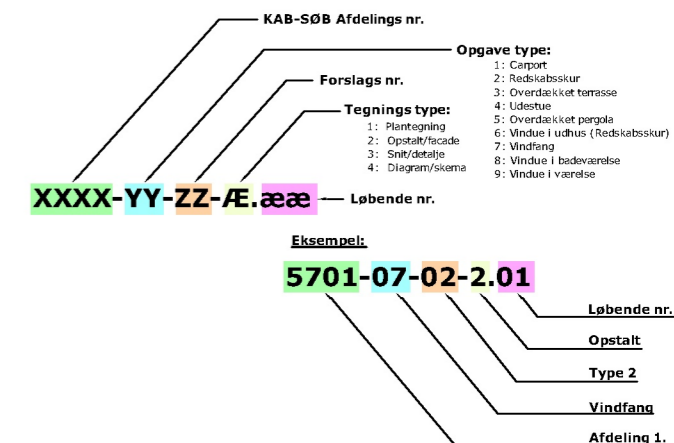 KAB-SØB Afdelings nr.
Opgave type:
1: Carport
2: Redskabsskur
3: Overdækket terrasse
4: Udestue
5: Overdækket pergola
6: Vindue i udhus (Redskabsskur)
7: Vindfang
8: Vindue i badeværelse
9: Vindue i værelse
Forslags nr.
Tegnings type:
1: Plantegning
2: Opstalt/facade
3: Snit/detalje
4: Diagram/skema
XXXX-YY-ZZ-Æ.ææ
Løbende nr.
Eksempel:
5701-07-02-2.01
Løbende nr.
Opstalt
Type 2
Vindfang
Afdeling 1.